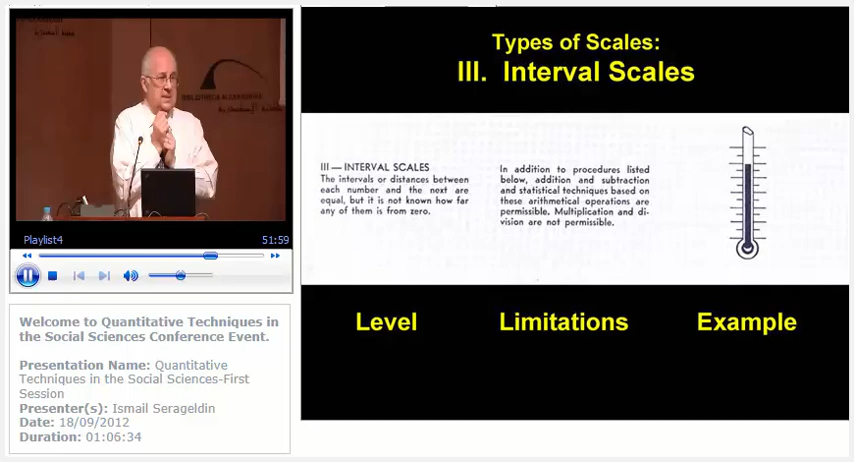 BIBLIOTHECA ALEXANDRINA
Playlist4
51:59
Welcome to Quantitative Techniques in
the Social Sciences Conference Event.
Presentation Name: Quantitative
Techniques in the Social Sciences-First
Session
Presenter(s): Ismail Serageldin
Date: 18/09/2012
Duration: 01:06:34
Types of Scales:
III. Interval Scales
III — INTERVAL SCALES
The intervals or distances between
each number and the next are
equal, but it is not known how far
any of them is from zero.
In addition to procedures listed
below, addition and subtraction
and statistical techniques based on
these arithmetical operations are
permissible. Multiplication and di-
vision are not permissible.
Level
Limitations
Example